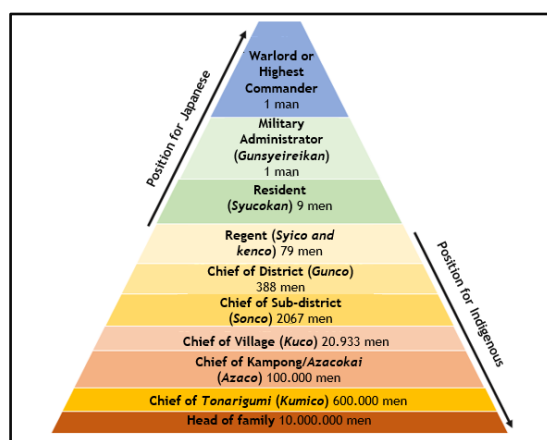 Position for Japanese
Warlord or
Highest
Commander
1 man
Military
Administrator
(Gunsyeireikan)
1 man
Resident
(Syucokan) 9 men
Regent (Syico and
kenco) 79 men
Chief of District (Gunco)
388 men
Chief of Sub-district
(Sonco) 2067 men
Chief of Village (Kuco) 20.933 men
Chief of Kampong/Azacokai
(Azaco) 100.000 men
Chief of Tonarigumi (Kumico) 600.000 men
Head of family 10.000.000 men
Position for Indigenous